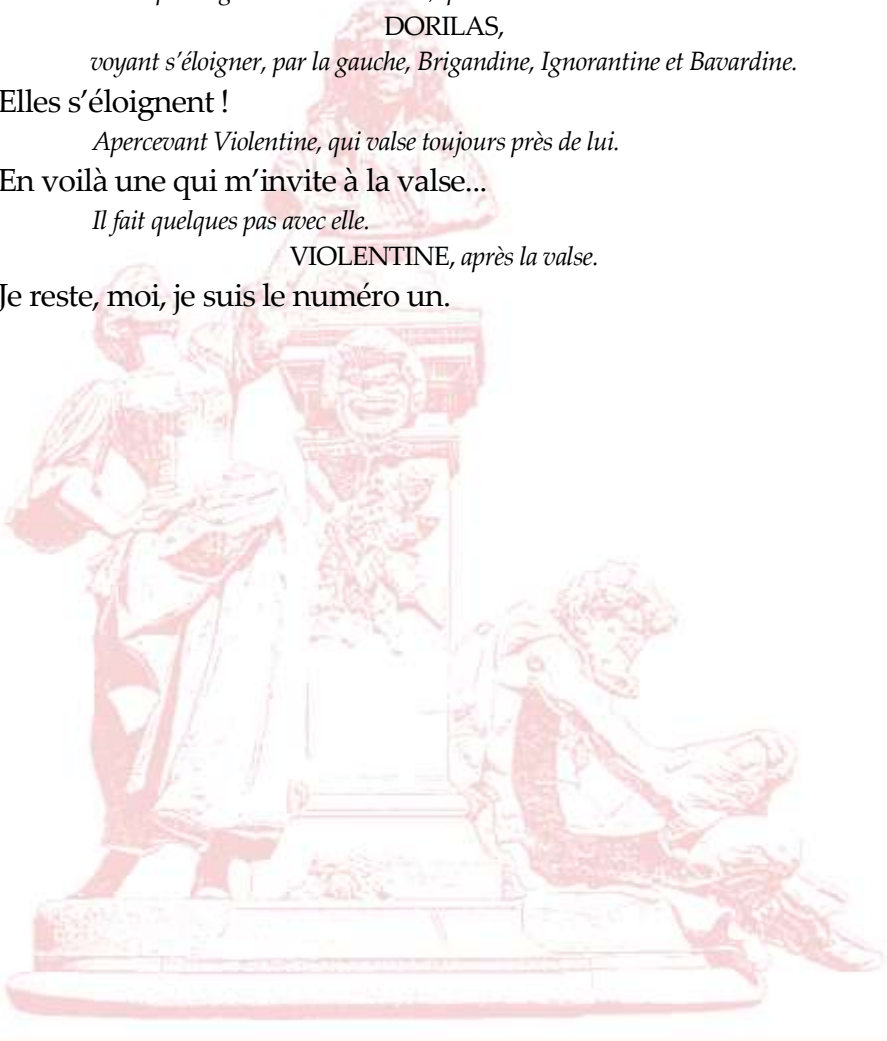 DORILAS,
voyant s’éloigner, par la gauche, Brigandine, Ignorantine et Bavardine.
Elles s’éloignent !
Apercevant Violentine, qui valse toujours près de lui.
En voilà une qui m’invite à la valse...
Il fait quelques pas avec elle.
VIOLENTINE, après la valse.
Je reste, moi, je suis le numéro un.